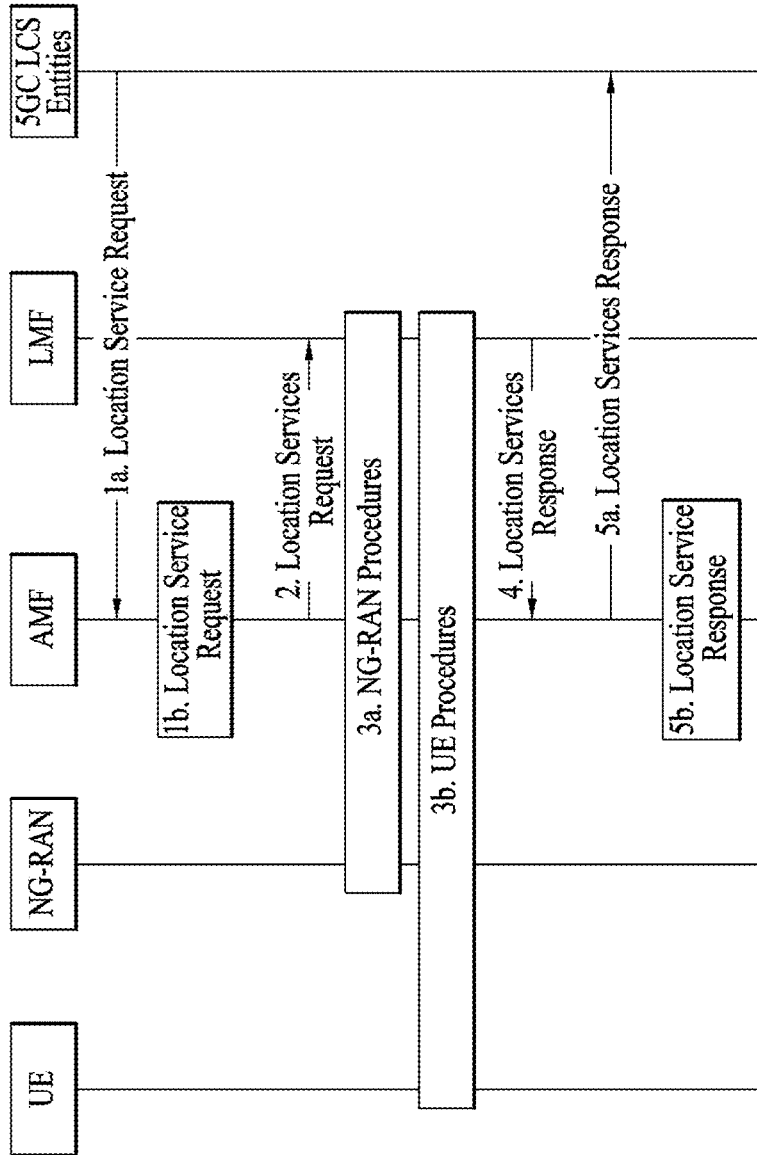 UE
NG-RAN
AMF
LMF
5GC LCS
Entities
1a. Location Service Request
1b. Location Service
Request
2. Location Services
Request
3a. NG-RAN Procedures
3b. UE Procedures
4. Location Services
Response
5a. Location Services Response
5b. Location Service
Response